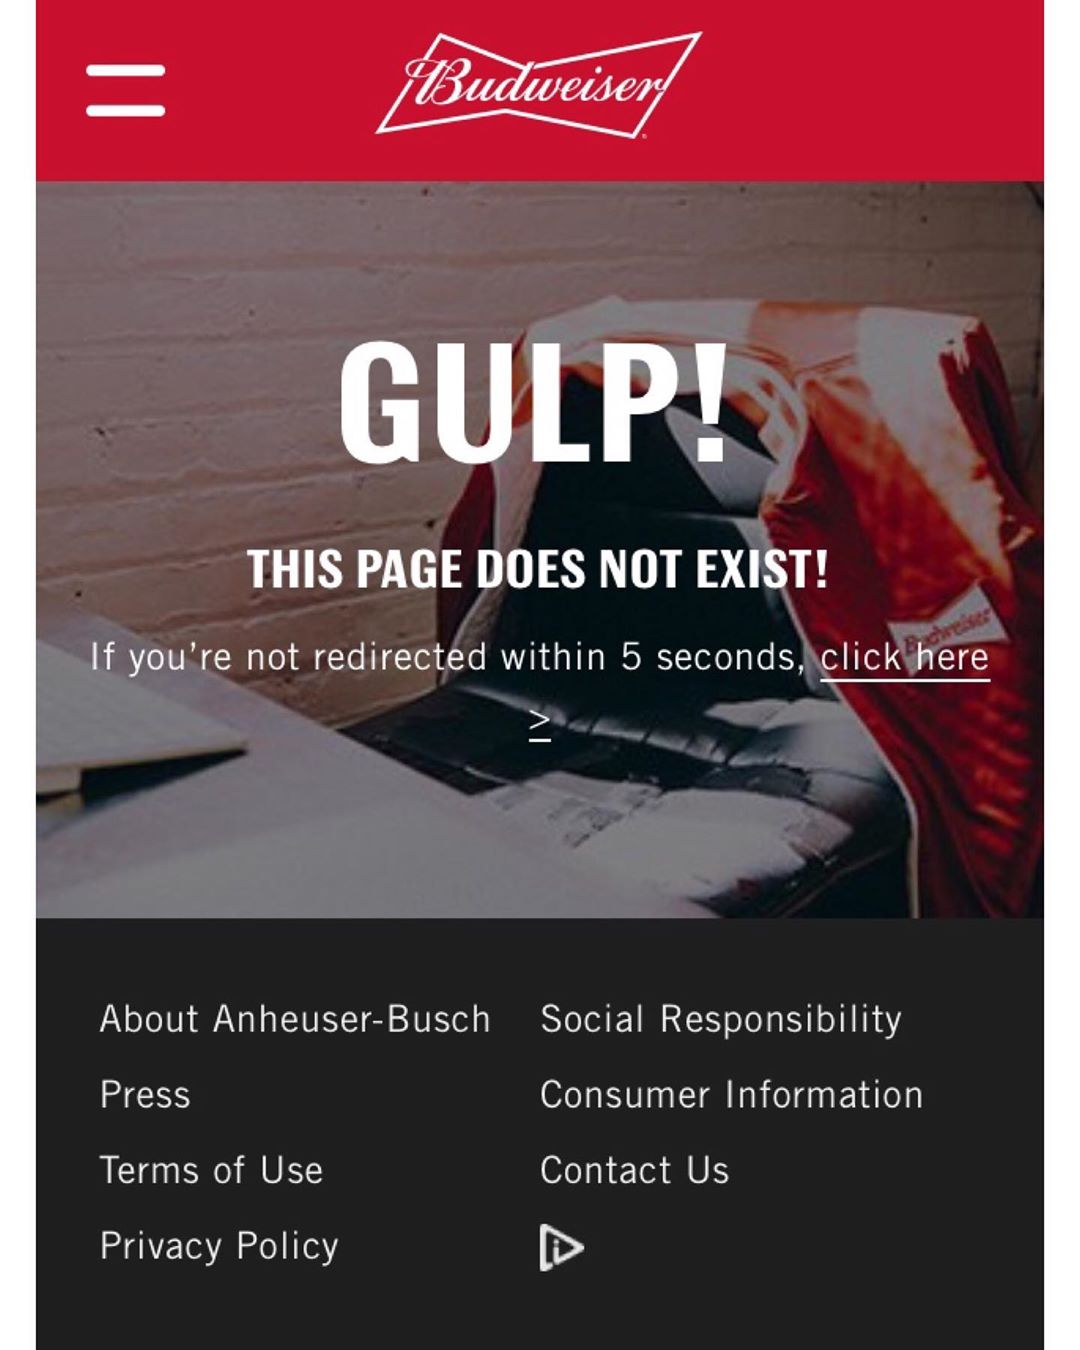 Budweiser
GULP!
THIS PAGE DOES NOT EXIST!
Budweiser
If you’re not redirected within 5 seconds, click here
>
About Anheuser-Busch
Social Responsibility
Press
Consumer Information
Terms of Use
Contact Us
Privacy Policy